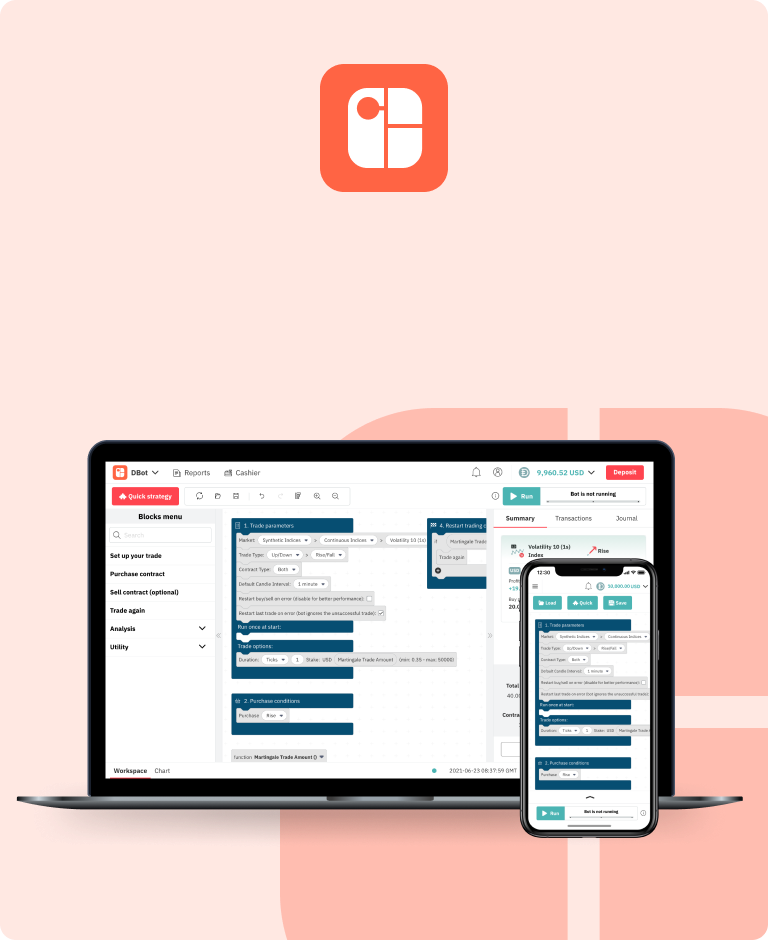 DBot Reports Cashier 9,960.52 USD Deposit
Quick strategy Run Bot is not running
Blocks menu
Search
Set up your trade
Purchase contract
Sell contract (optional)
Trade again
Analysis
Utility
1. Trade parameters
Market: Synthetic Indices > Continuous Indices > Volatility 10 (1s)
Trade Type: Up/Down > Rise/Fall
Contract Type: Both
Default Candle Interval: 1 minute
Restart buy/sell on error (disable for better performance):
Restart last trade on error (bot ignores the unsuccessful trade):
Run once at start:
Trade options:
Duration: Ticks 1 Stake: USD Martingale Trade Amount (min: 0.35 - max: 50000)
2. Purchase conditions
Purchase Rise
function Martingale Trade Amount ()
4. Restart trading
if Martingale Trade
Trade again
Summary Transactions Journal
Volatility 10 (1s)
Index
Rise
USD
Total
Contra
Workspace Chart 2021-06-23 08:37:59 GMT
12:30
10,000.00 USD
Load Quick Save
1. Trade parameters
Market: Synthetic Indices > Continuous Indices
Trade Type: Up/Down > Rise/Fall
Contract Type: Both
Default Candle Interval: 1 minute
Restart buy/sell on error (disable for better performance):
Restart last trade on error (bot ignores the unsuccessful trade):
Run once at start:
Trade options:
Duration: Ticks 1 Stake: USD Martingale Trade
2. Purchase conditions
Purchase Rise
Run Bot is not running